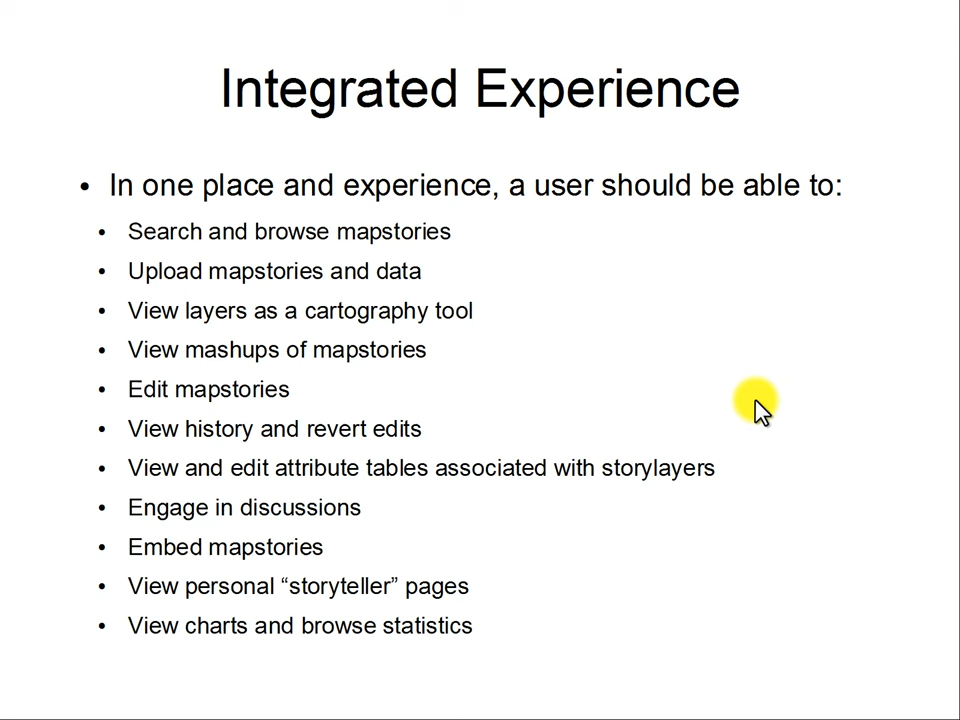 Integrated Experience
• In one place and experience, a user should be able to:
• Search and browse mapstories
• Upload mapstories and data
• View layers as a cartography tool
• View mashups of mapstories
• Edit mapstories
• View history and revert edits
• View and edit attribute tables associated with storylayers
• Engage in discussions
• Embed mapstories
• View personal “storyteller” pages
• View charts and browse statistics